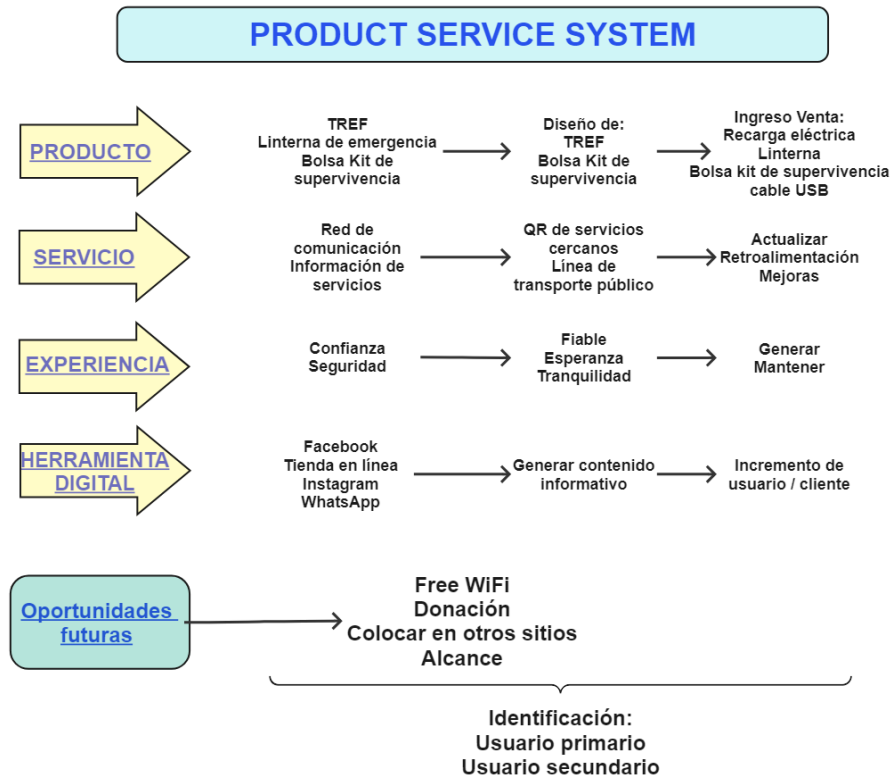 PRODUCT SERVICE SYSTEM
PRODUCTO
TREF
Linterna de emergencia
Bolsa Kit de
supervivencia
Diseño de:
TREF
Bolsa Kit de
supervivencia
Ingreso Venta:
Recarga eléctrica
Linterna
Bolsa kit de supervivencia
cable USB
SERVICIO
Red de
comunicación
Información de
servicios
QR de servicios
cercanos
Línea de
transporte público
Actualizar
Retroalimentación
Mejoras
EXPERIENCIA
Confianza
Seguridad
Fiable
Esperanza
Tranquilidad
Generar
Mantener
HERRAMIENTA
DIGITAL
Facebook
Tienda en línea
Instagram
WhatsApp
Generar contenido
informativo
Incremento de
usuario / cliente
Oportunidades
futuras
Free WiFi
Donación
Colocar en otros sitios
Alcance
Identificación:
Usuario primario
Usuario secundario